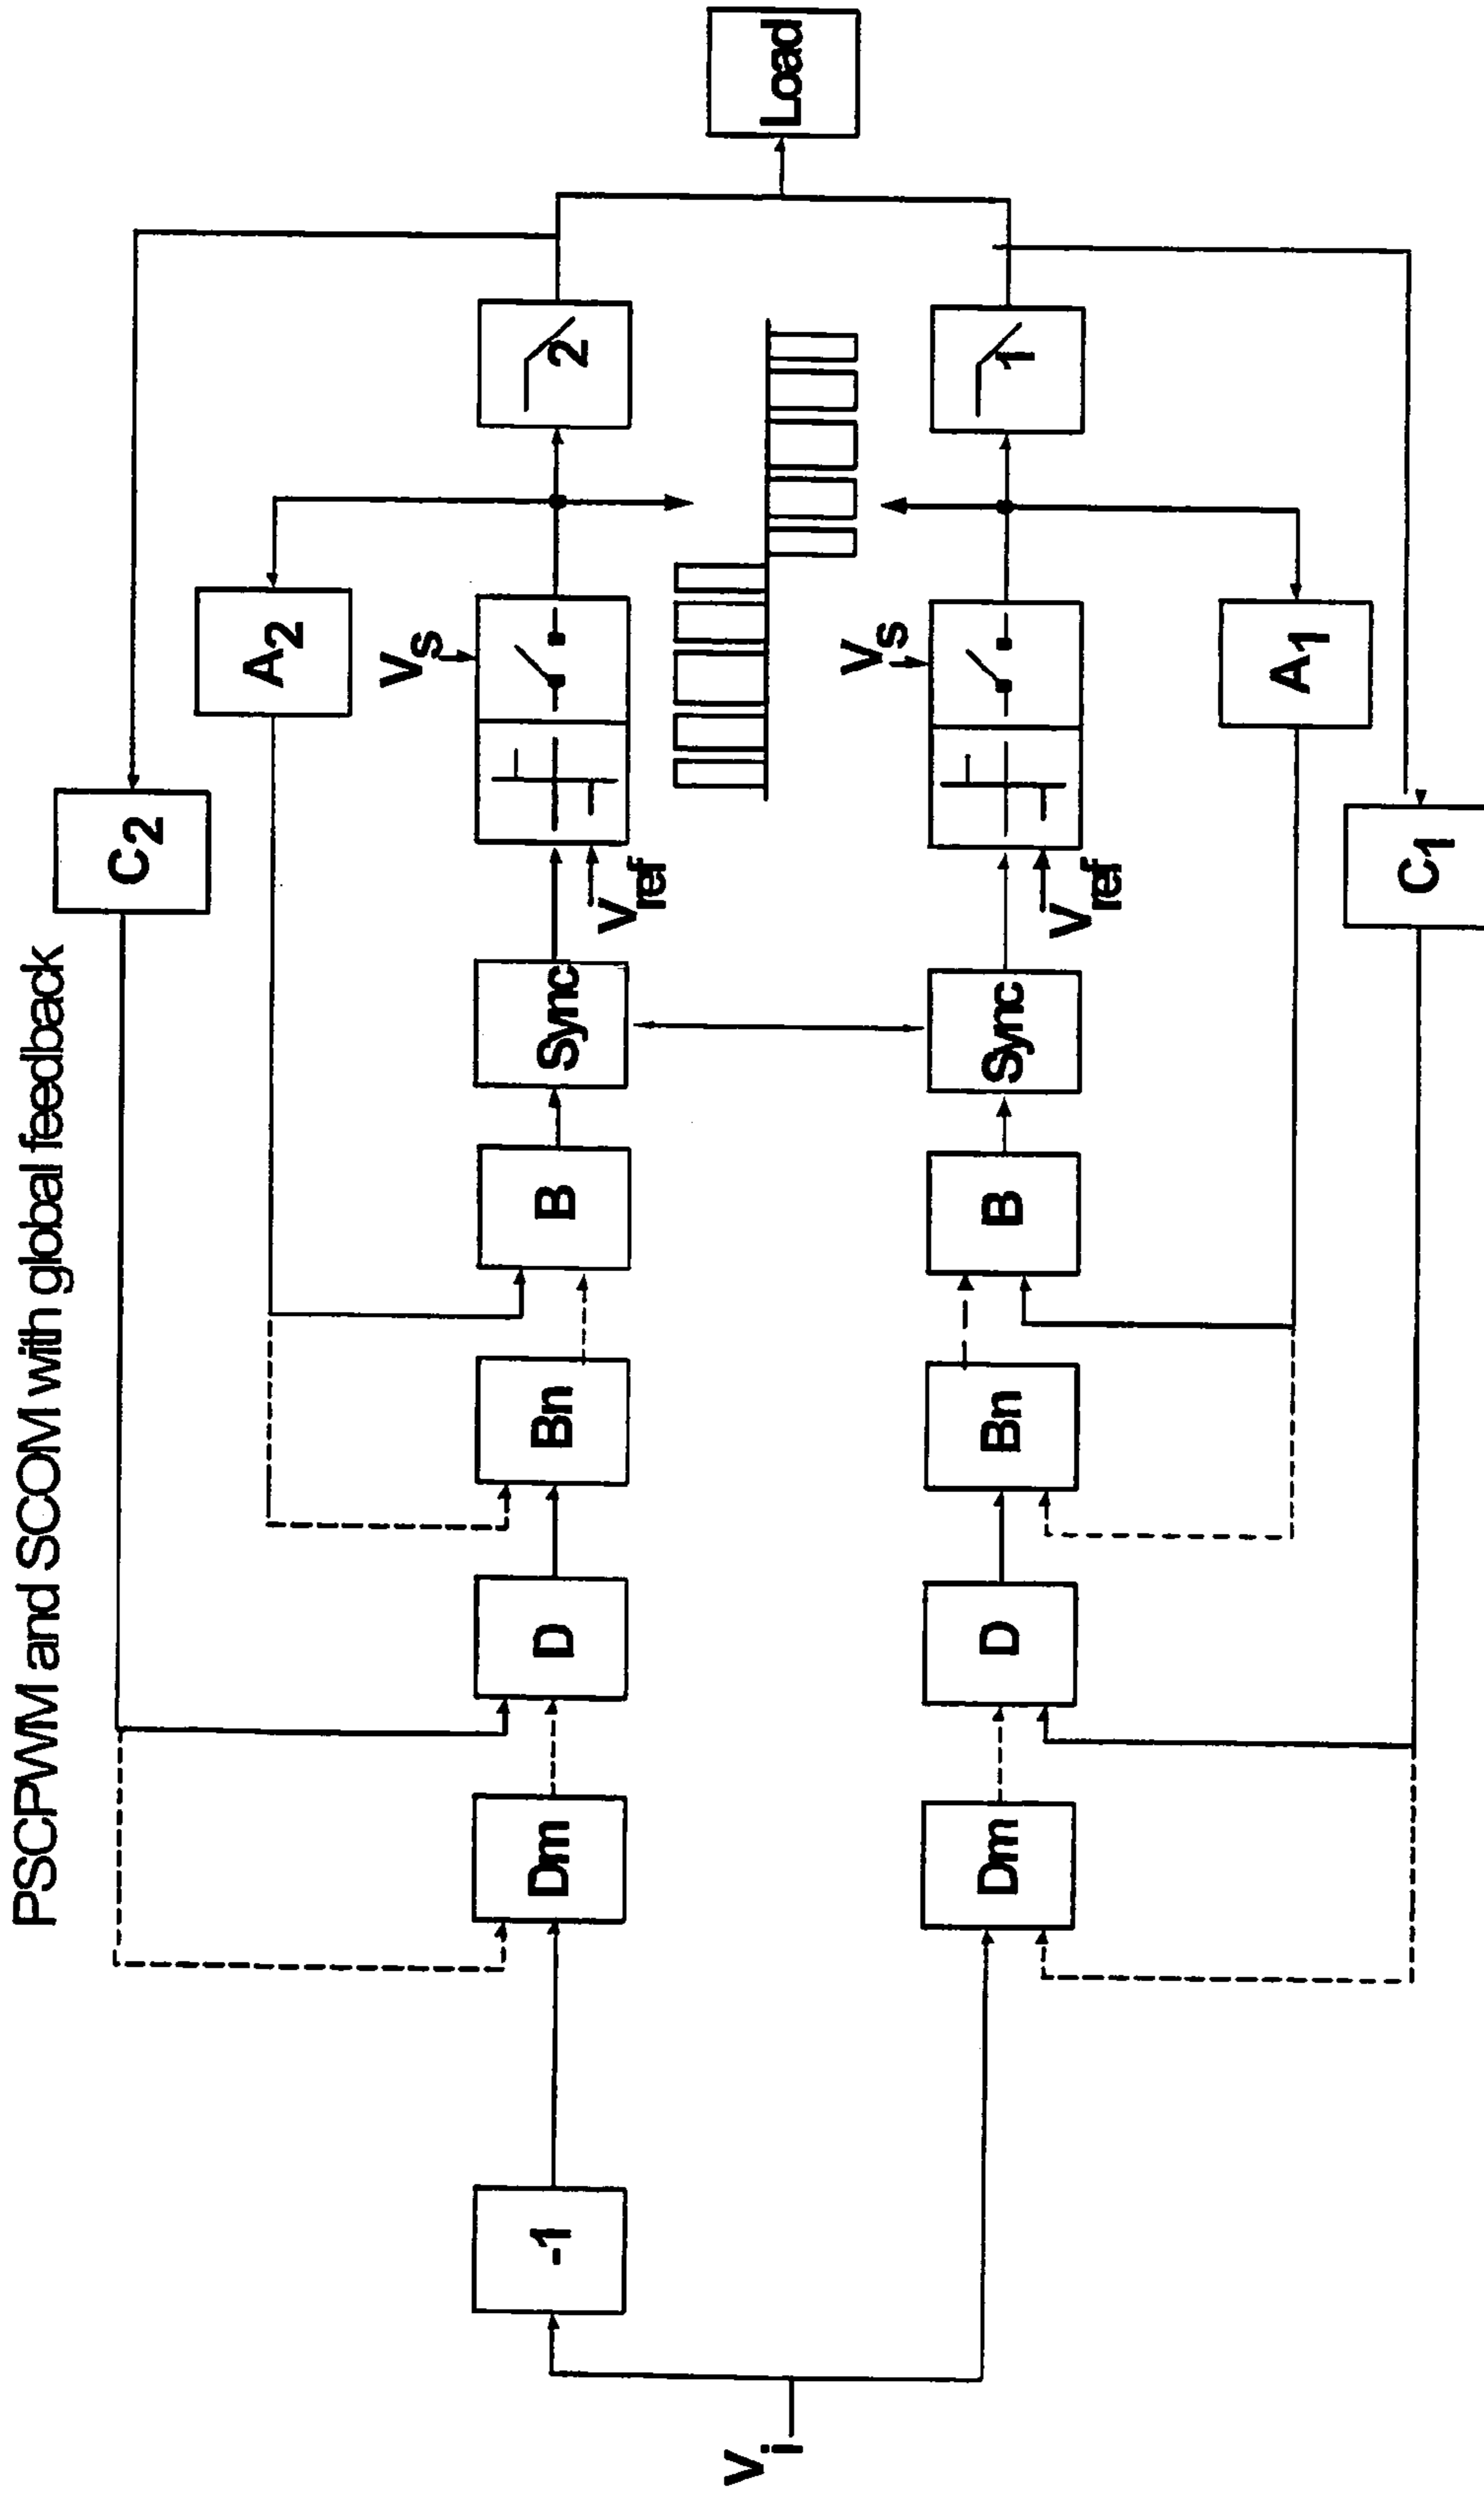 PSCPWM and SCOM with global feedback
C2
A2
Vs
Vi
-1
Dm
D
Bn
B
Sync
Vref
2
Load
Vs
Dm
D
Bn
B
Sync
Vref
1
A1
C1